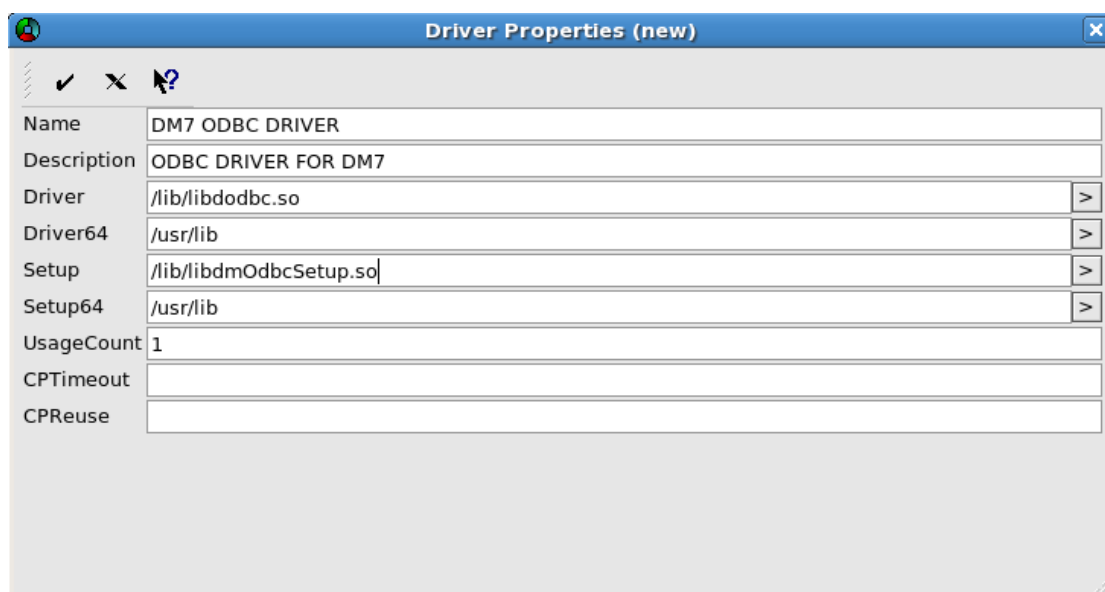 Driver Properties (new)
Name DM7 ODBC DRIVER
Description ODBC DRIVER FOR DM7
Driver /lib/libdodbc.so >
Driver64 /usr/lib >
Setup /lib/libdmOdbcSetup.so >
Setup64 /usr/lib >
UsageCount 1
CPTimeout
CPReuse